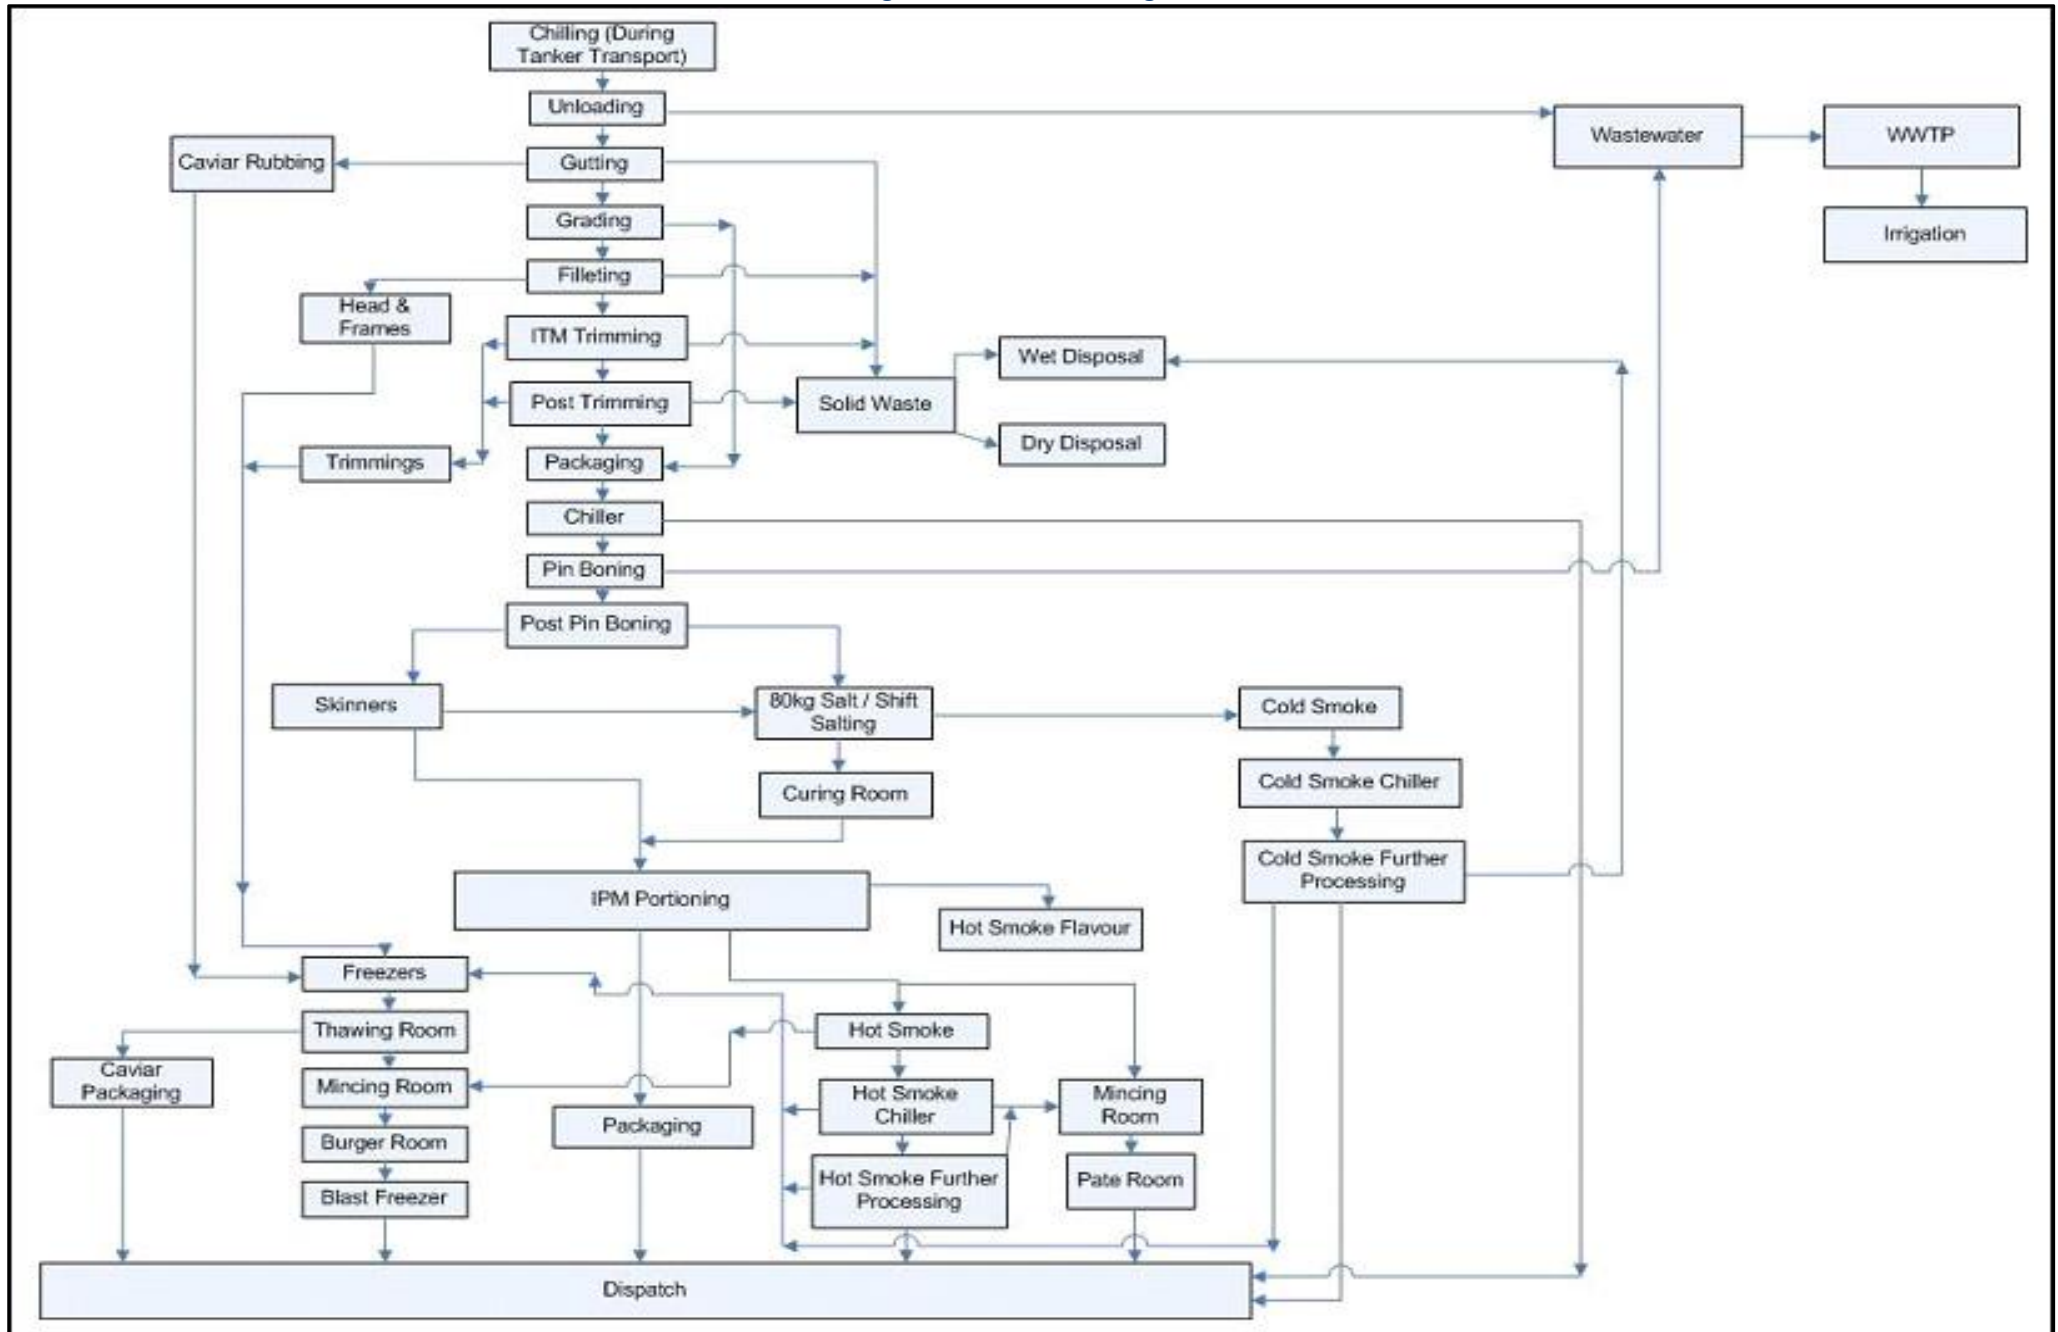 Chilling (During
Tanker Transport)
Unloading
Wastewater
WWTP
Caviar Rubbing
Gutting
Grading
Irrigation
Filleting
Head &
Frames
ITM Trimming
Wet Disposal
Post Trimming
Solid Waste
Dry Disposal
Trimmings
Packaging
Chiller
Pin Boning
Post Pin Boning
Skinners
80kg Salt / Shift
Salting
Cold Smoke
Curing Room
Cold Smoke Chiller
Cold Smoke Further
Processing
IPM Portioning
Hot Smoke Flavour
Freezers
Thawing Room
Hot Smoke
Caviar
Packaging
Mincing Room
Hot Smoke
Chiller
Mincing
Room
Packaging
Burger Room
Blast Freezer
Hot Smoke Further
Processing
Pate Room
Dispatch